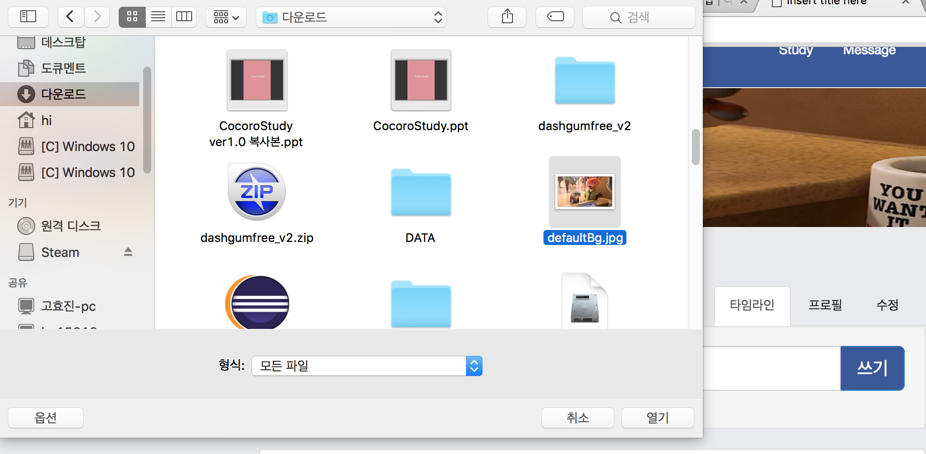 다운로드
검색
Insert title here
데스크탑
도큐멘트
다운로드
hi
[C] Windows 10
[C] Windows 10
기기
원격 디스크
Steam
공유
고효진-pc
CocoroStudy
ver1.0 복사본.ppt
CocoroStudy.ppt
dashgumfree_v2
ZIP
dashgumfree_v2.zip
DATA
defaultBg.jpg
형식:
모든 파일
옵션
취소
열기
Study
Message
YOU
WANT
IT
타임라인
프로필
수정
쓰기